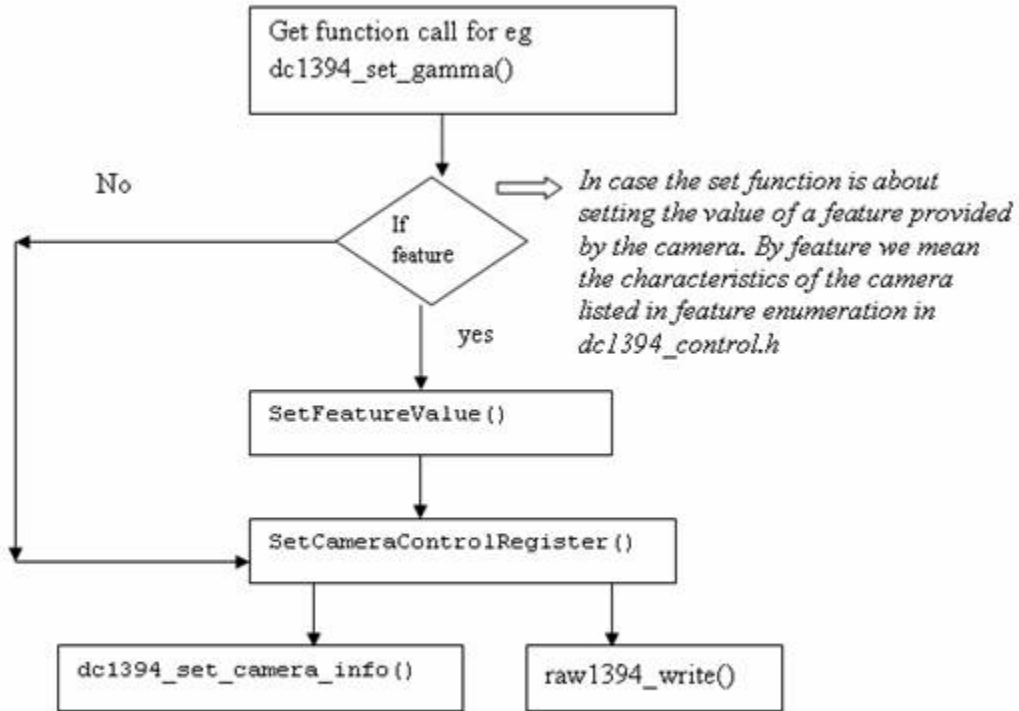 Get function call for eg
dc1394_set_gamma()
No
If
feature
In case the set function is about
setting the value of a feature provided
by the camera. By feature we mean
the characteristics of the camera
listed in feature enumeration in
dc1394_control.h
yes
SetFeatureValue()
SetCameraControlRegister()
dc1394_set_camera_info()
raw1394_write()